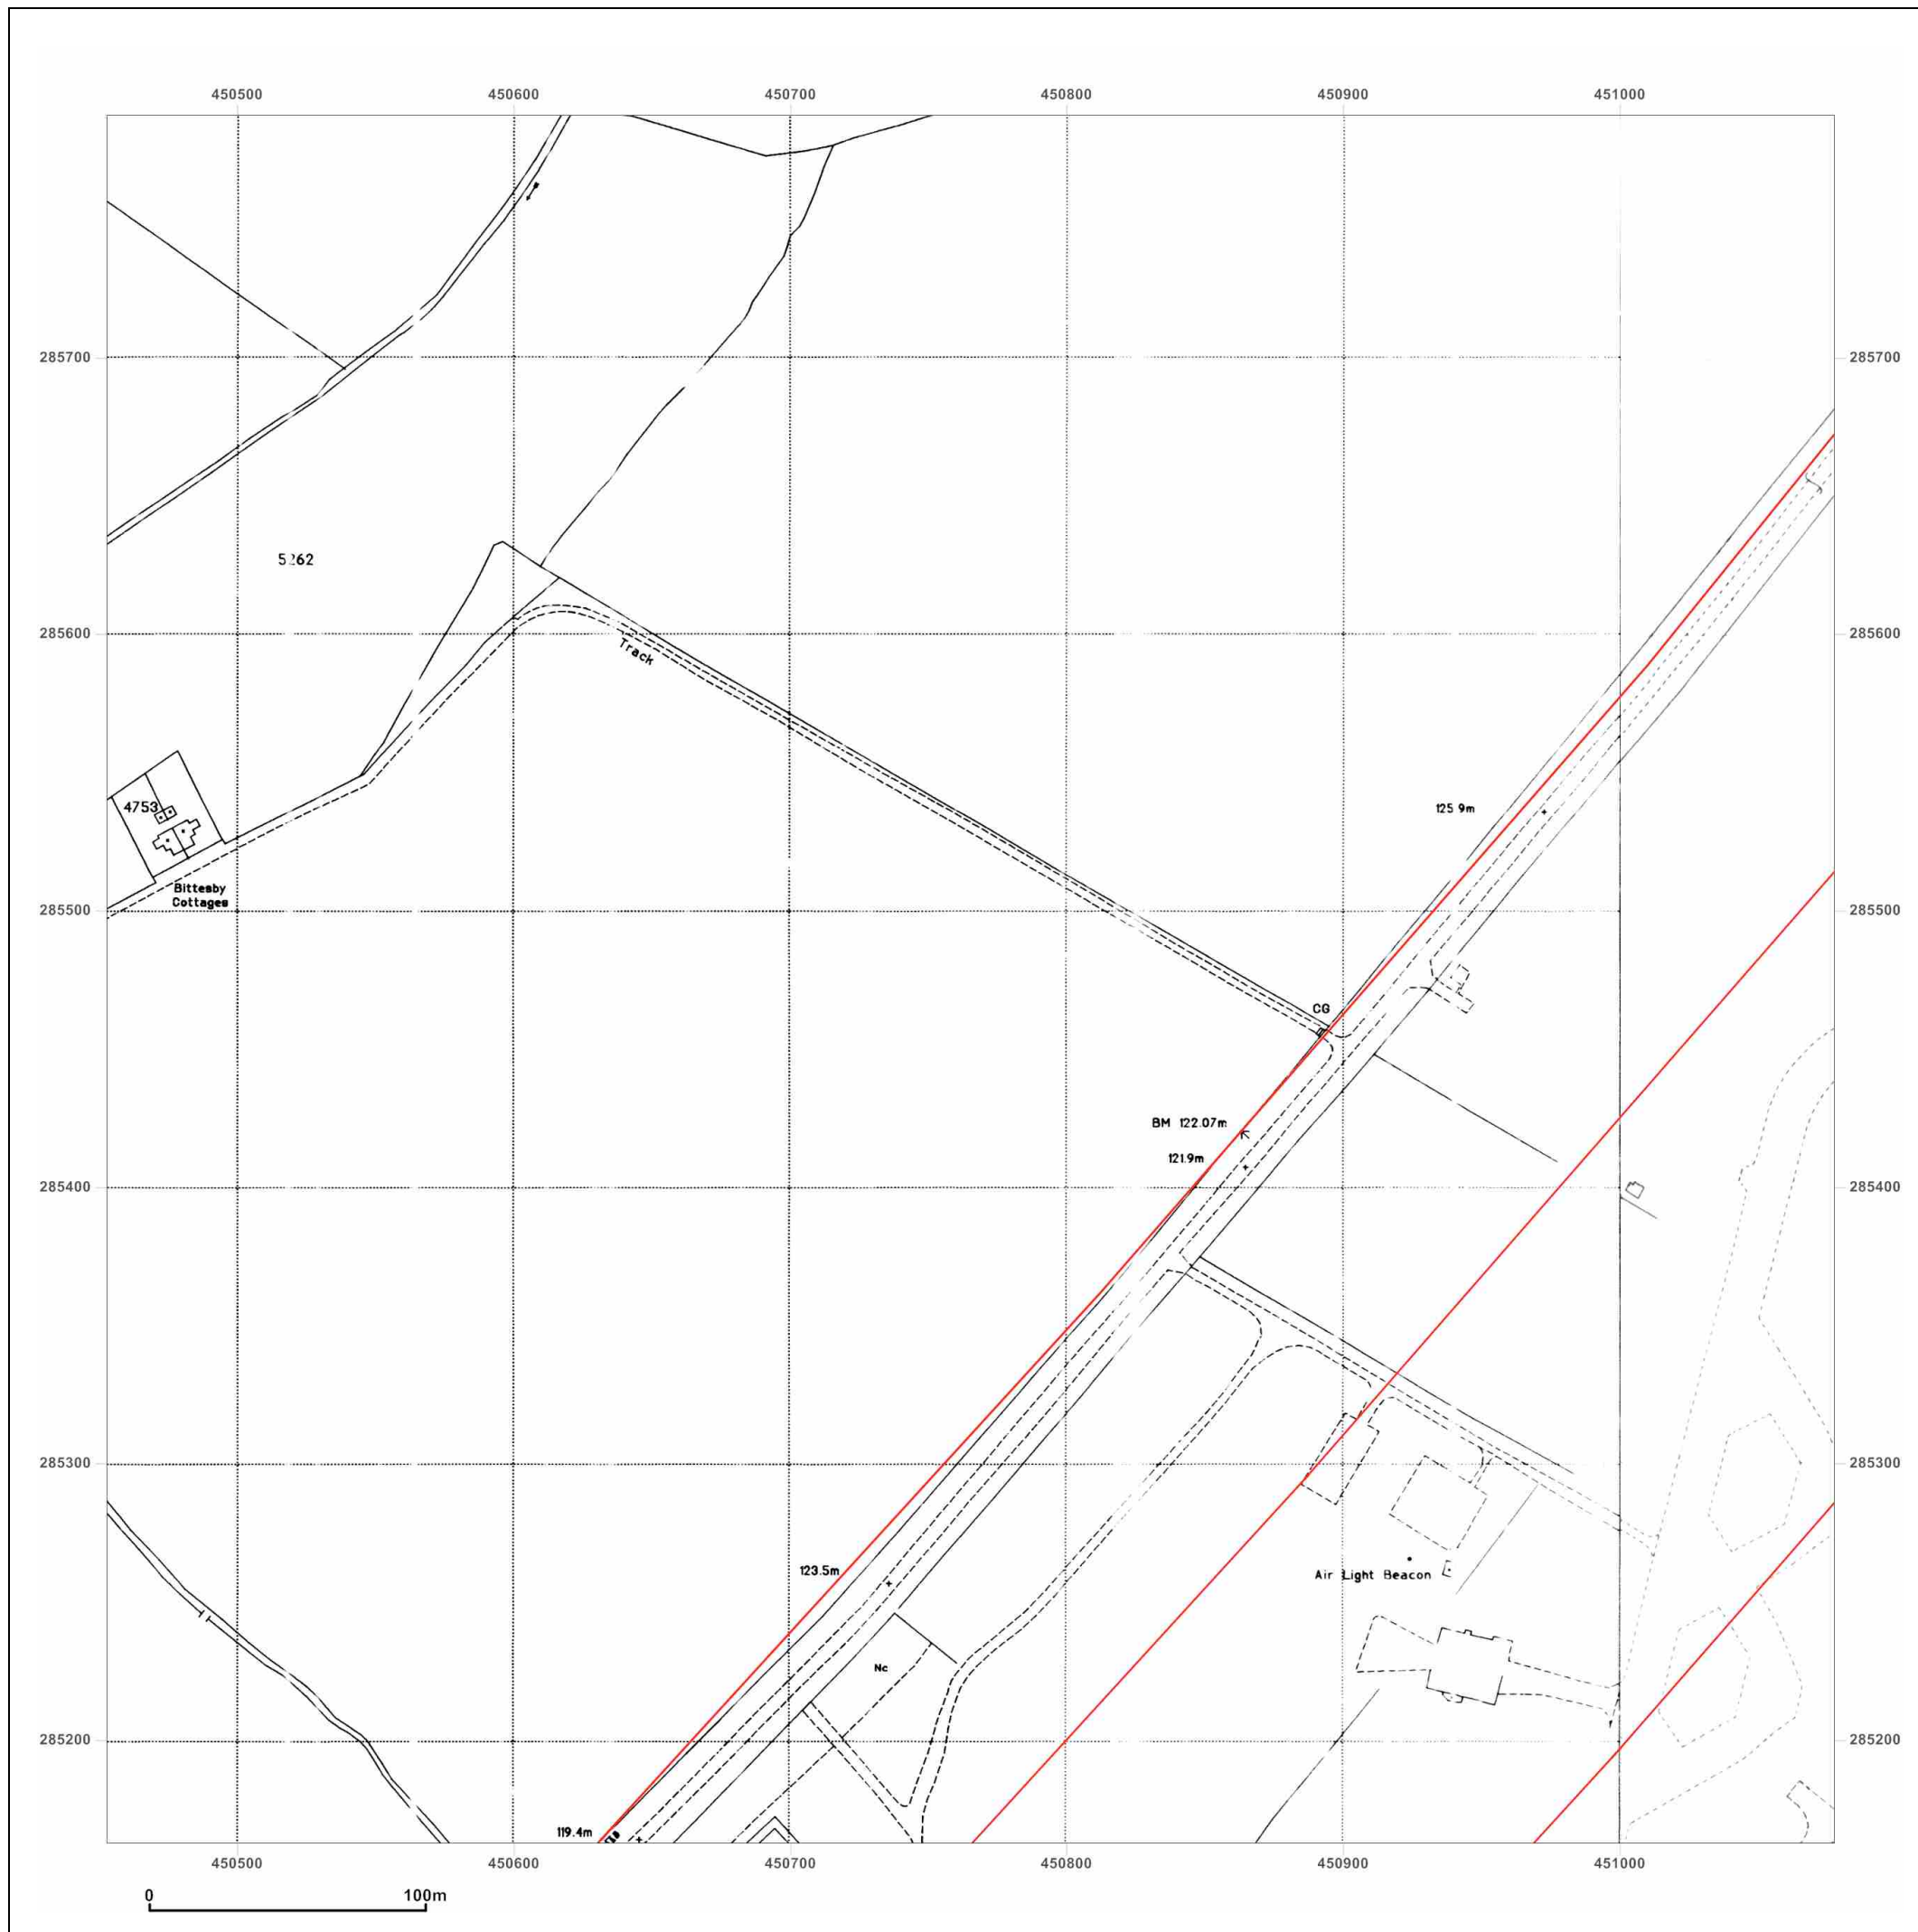 450500 450600 450700 450800 450900 451000
285700 285700
285600 285600
Track
4753
125.9m
Bittesby
Cottages
285500 285500
CG
BM 122.07m
121.9m
285400 285400
285300 285300
123.5m
Air Light Beacon
Nc
285200 285200
119.4m
450500 450600 450700 450800 450900 451000
0 100m